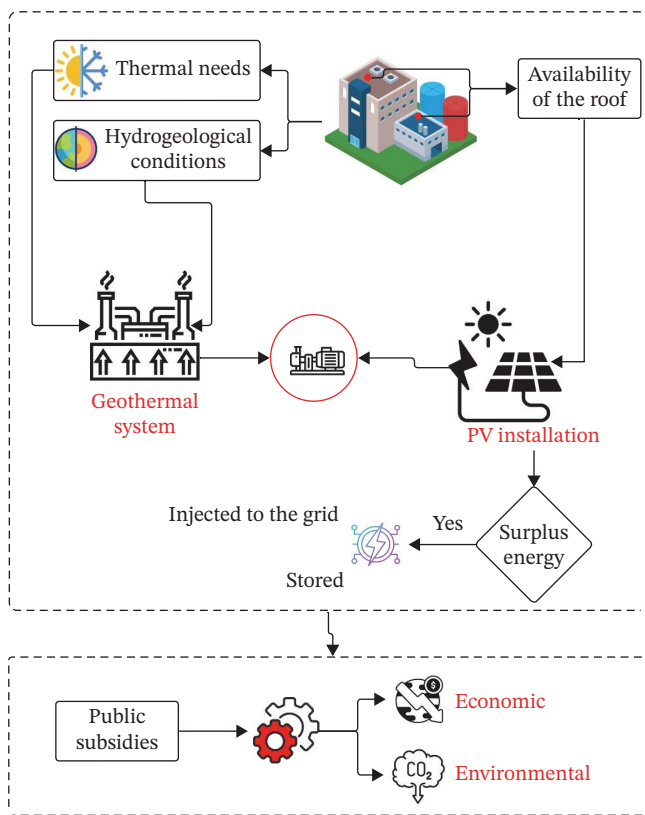 Thermal needs
Availability
of the roof
Hydrogeological
conditions
Geothermal
system
PV installation
Injected to the grid
Yes
Surplus
energy
Stored
Public
subsidies
$
Economic
CO₂
Environmental